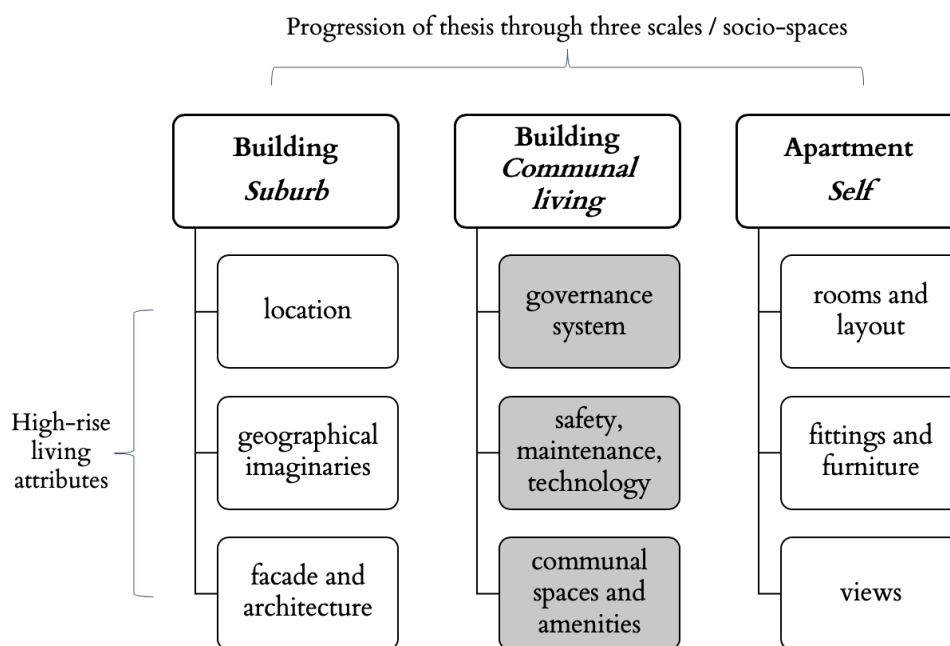 Progression of thesis through three scales / socio-spaces
Building
Suburb
Building
Communal
living
Apartment
Self
High-rise
living
attributes
location
geographical
imaginaries
facade and
architecture
governance
system
safety,
maintenance,
technology
communal
spaces and
amenities
rooms and
layout
fittings and
furniture
views